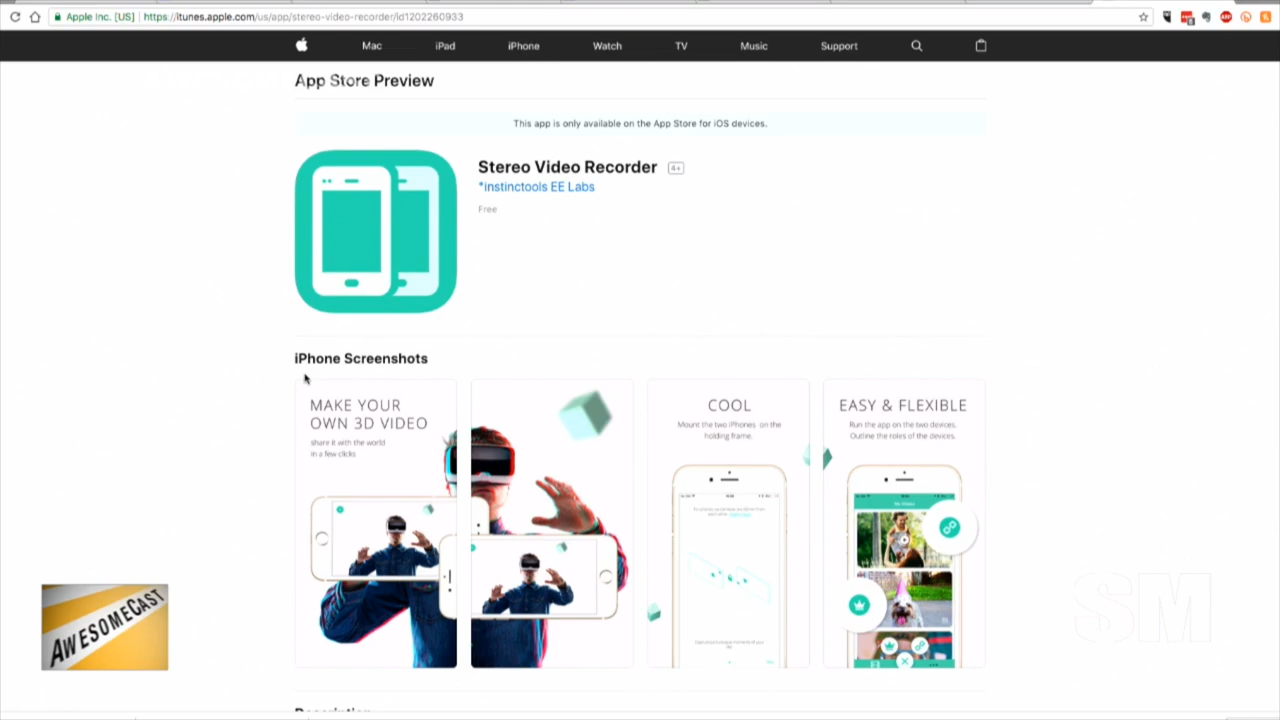 Apple Inc. [US]
https://itunes.apple.com/us/app/stereo-video-recorder/id1202260933
Mac
iPad
iPhone
Watch
TV
Music
Support
App Store Preview
This app is only available on the App Store for iOS devices.
Stereo Video Recorder 4+
*instinctools EE Labs
Free
iPhone Screenshots
MAKE YOUR
OWN 3D VIDEO
share it with the world
in a few clicks
COOL
Mount the two iPhones on the
holding frame.
EASY & FLEXIBLE
Run the app on the two devices.
Outline the roles of the devices.
AWESOMECAST
SM
Description